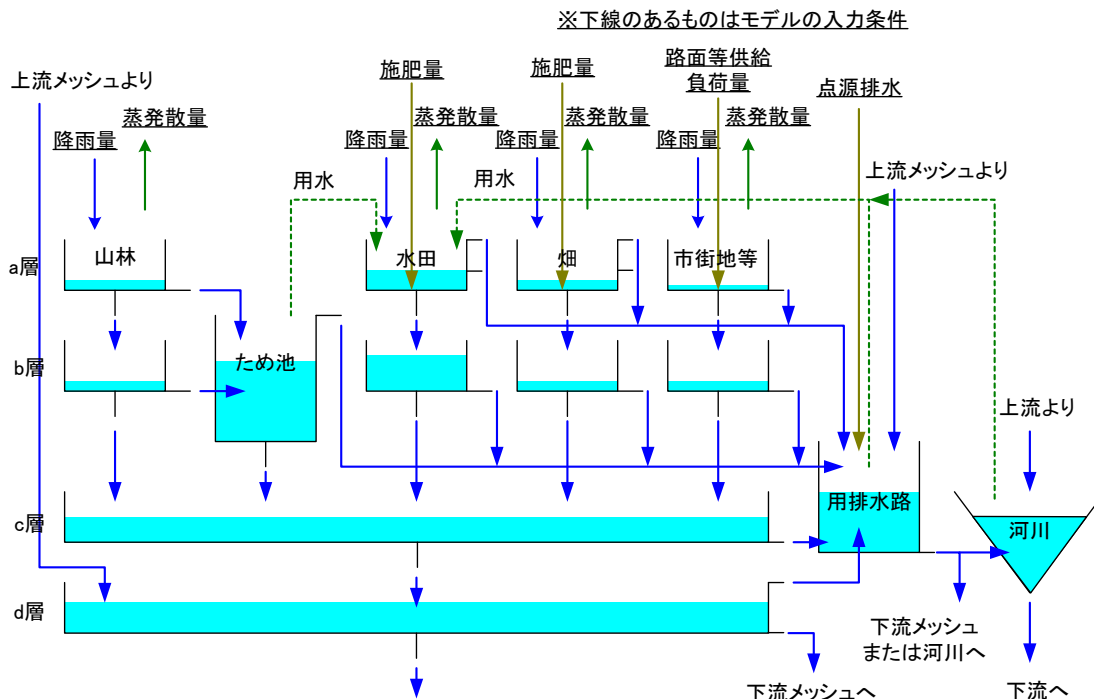 ※下線のあるものはモデルの入力条件
上流メッシュより
施肥量
施肥量
路面等供給
負荷量
点源排水
降雨量
蒸発散量
降雨量
蒸発散量
降雨量
蒸発散量
降雨量
蒸発散量
用水
用水
上流メッシュより
a層
山林
水田
畑
市街地等
b層
ため池
上流より
c層
用排水路
河川
d層
下流メッシュ
または河川へ
下流メッシュへ
下流へ